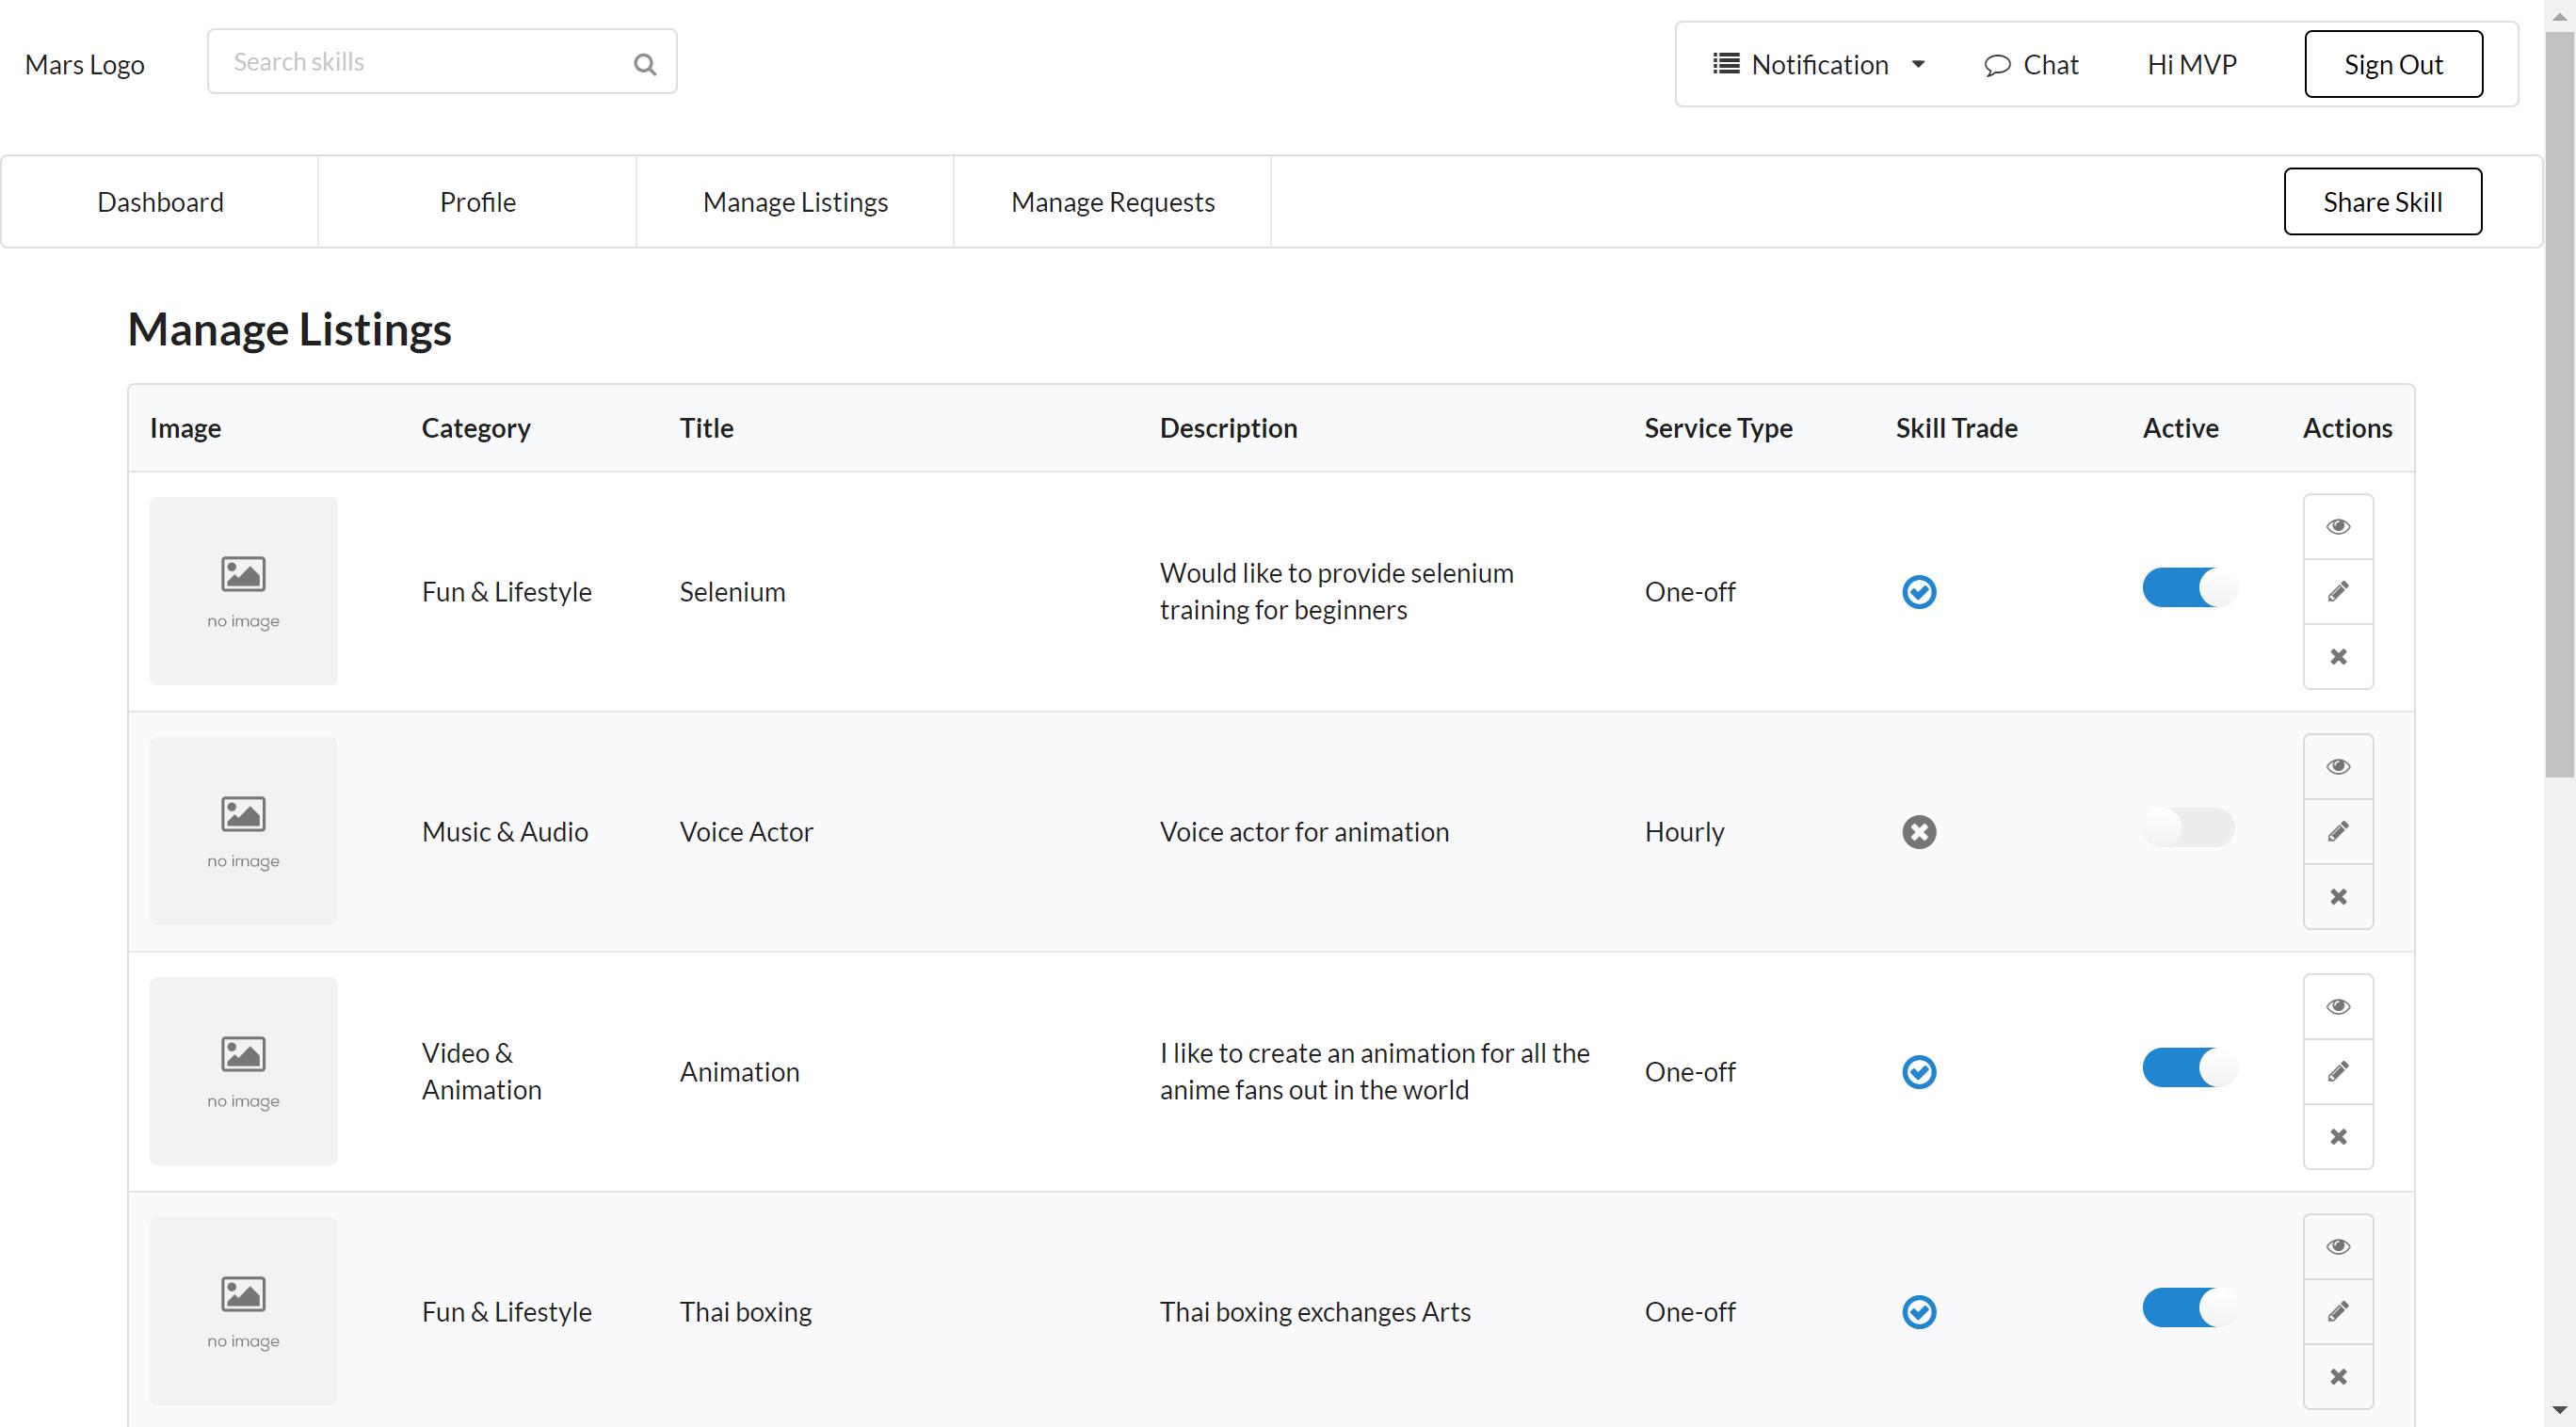 Mars Logo
Search skills
Notification
Chat
Hi MVP
Sign Out
Dashboard
Profile
Manage Listings
Manage Requests
Share Skill
Manage Listings
Image
Category
Title
Description
Service Type
Skill Trade
Active
Actions
no image
Fun & Lifestyle
Selenium
Would like to provide selenium
training for beginners
One-off
no image
Music & Audio
Voice Actor
Voice actor for animation
Hourly
no image
Video &
Animation
Animation
I like to create an animation for all the
anime fans out in the world
One-off
no image
Fun & Lifestyle
Thai boxing
Thai boxing exchanges Arts
One-off